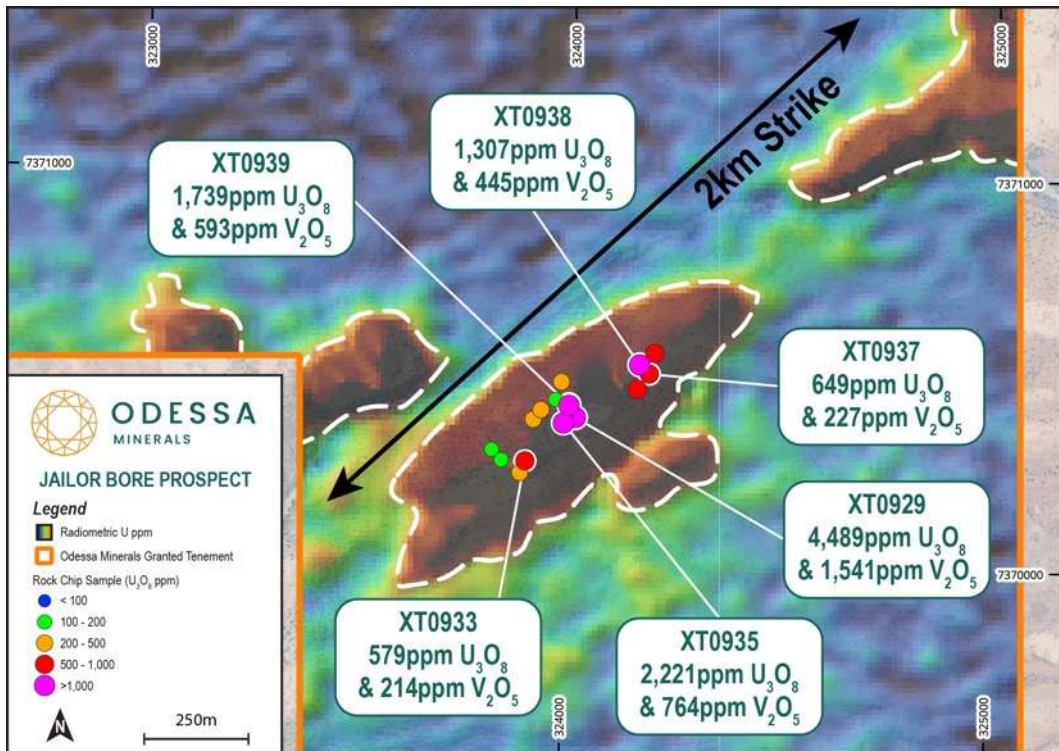 323000
324000
325000
7371000
7371000
2km Strike
XT0939
1,739ppm U₃O₈
& 593ppm V₂O₅
XT0938
1,307ppm U₃O₈
& 445ppm V₂O₅
XT0937
649ppm U₃O₈
& 227ppm V₂O₅
XT0929
4,489ppm U₃O₈
& 1,541ppm V₂O₅
XT0933
579ppm U₃O₈
& 214ppm V₂O₅
XT0935
2,221ppm U₃O₈
& 764ppm V₂O₅
7370000
324000
325000
ODESSA
MINERALS
JAILOR BORE PROSPECT
Legend
Radiometric U ppm
Odessa Minerals Granted Tenement
Rock Chip Sample (U₃O₈ ppm)
< 100
100 - 200
200 - 500
500 - 1,000
>1,000
N
250m